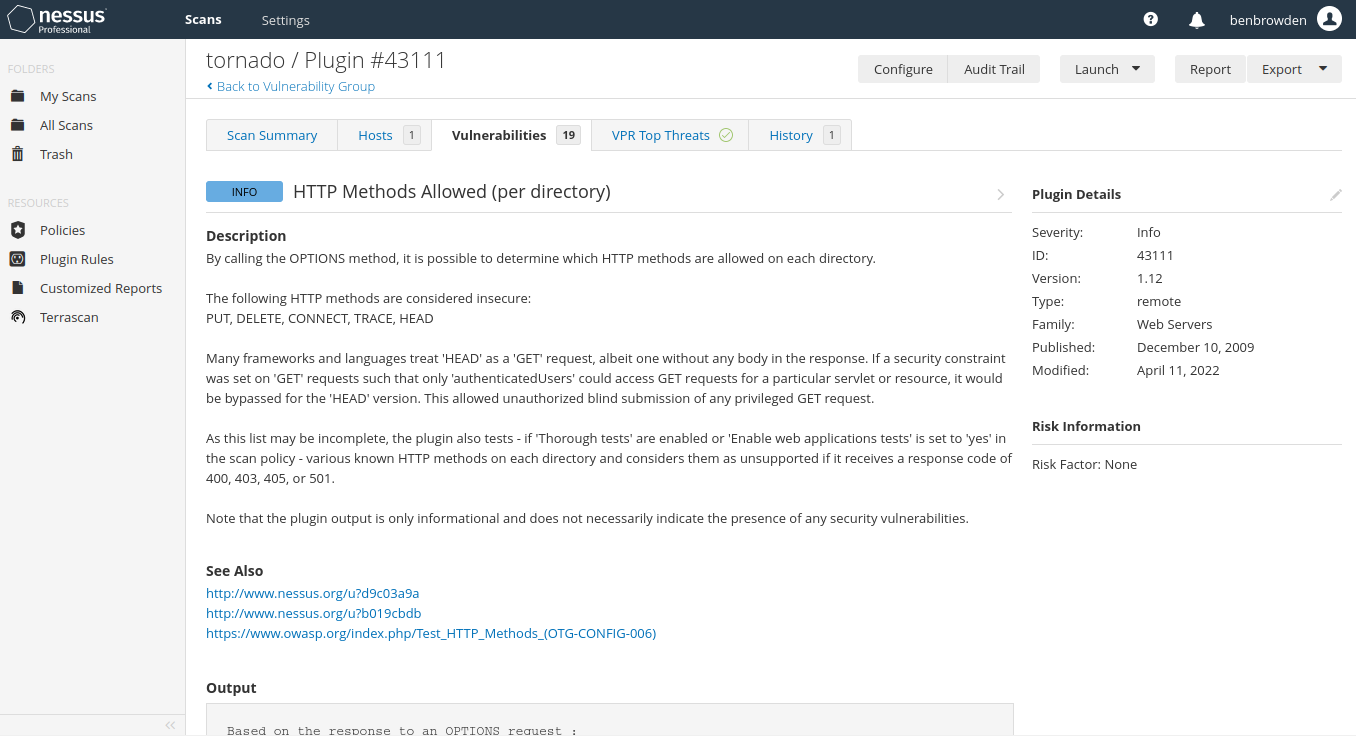 nessus
Professional
Scans
Settings
benbrowden
FOLDERS
My Scans
All Scans
Trash
RESOURCES
Policies
Plugin Rules
Customized Reports
Terrascan
tornado / Plugin #43111
Back to Vulnerability Group
Configure
Audit Trail
Launch
Report
Export
Scan Summary
Hosts 1
Vulnerabilities 19
VPR Top Threats
History 1
INFO
HTTP Methods Allowed (per directory)
Description
By calling the OPTIONS method, it is possible to determine which HTTP methods are allowed on each directory.
The following HTTP methods are considered insecure:
PUT, DELETE, CONNECT, TRACE, HEAD
Many frameworks and languages treat 'HEAD' as a 'GET' request, albeit one without any body in the response. If a security constraint
was set on 'GET' requests such that only 'authenticatedUsers' could access GET requests for a particular servlet or resource, it would
be bypassed for the 'HEAD' version. This allowed unauthorized blind submission of any privileged GET request.
As this list may be incomplete, the plugin also tests - if 'Thorough tests' are enabled or 'Enable web applications tests' is set to 'yes' in
the scan policy - various known HTTP methods on each directory and considers them as unsupported if it receives a response code of
400, 403, 405, or 501.
Note that the plugin output is only informational and does not necessarily indicate the presence of any security vulnerabilities.
See Also
http://www.nessus.org/u?d9c03a9a
http://www.nessus.org/u?b019cbdb
https://www.owasp.org/index.php/Test_HTTP_Methods_(OTG-CONFIG-006)
Output
Based on the response to an OPTIONS request :
Plugin Details
Severity: Info
ID: 43111
Version: 1.12
Type: remote
Family: Web Servers
Published: December 10, 2009
Modified: April 11, 2022
Risk Information
Risk Factor: None